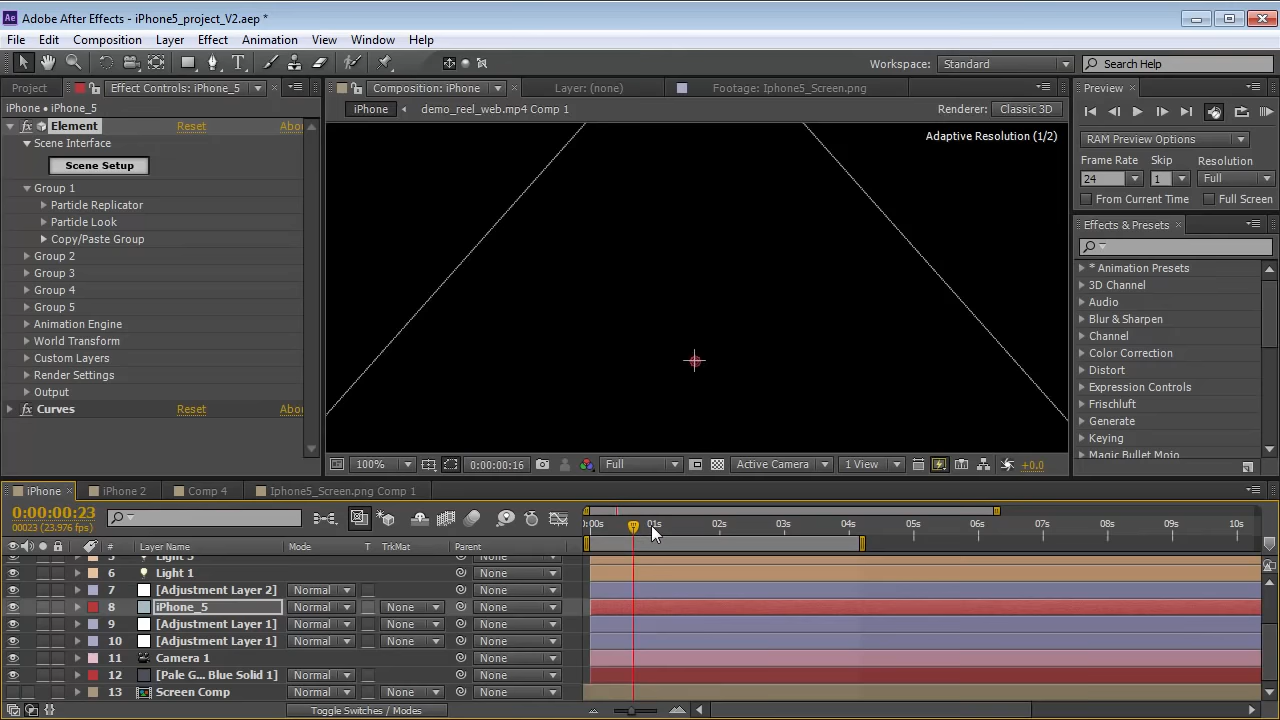 Adobe After Effects - iPhone5_project_V2.aep *
File Edit Composition Layer Effect Animation View Window Help
Workspace: Standard Search Help
Project Effect Controls: iPhone_5 Composition: iPhone Layer: (none) Footage: Iphone5_Screen.png Preview
iPhone • iPhone_5
iPhone demo_reel_web.mp4 Comp 1 Renderer: Classic 3D
Element Reset
Adaptive Resolution (1/2)
Scene Interface
RAM Preview Options
Scene Setup
Frame Rate Skip Resolution
24 1 Full
Group 1
From Current Time Full Screen
Particle Replicator
Particle Look
Effects & Presets
Copy/Paste Group
Group 2
* Animation Presets
Group 3
3D Channel
Group 4
Audio
Group 5
Blur & Sharpen
Animation Engine
Channel
World Transform
Color Correction
Custom Layers
Distort
Render Settings
Expression Controls
Output
Frischluft
Curves Reset
Generate
Keying
Magic Bullet Mojo
100% 0:00:00:16 Full Active Camera 1 View +0.0
iPhone iPhone 2 Comp 4 Iphone5_Screen.png Comp 1
0:00:00:23
00023 (23.976 fps)
:00s 01s 02s 03s 04s 05s 06s 07s 08s 09s 10s
# Layer Name Mode T TrkMat Parent
6 Light 1 None
7 [Adjustment Layer 2] Normal None
8 iPhone_5 Normal None None
9 [Adjustment Layer 1] Normal None None
10 [Adjustment Layer 1] Normal None None
11 Camera 1 None
12 [Pale G... Blue Solid 1] Normal None
13 Screen Comp Normal None None
Toggle Switches / Modes